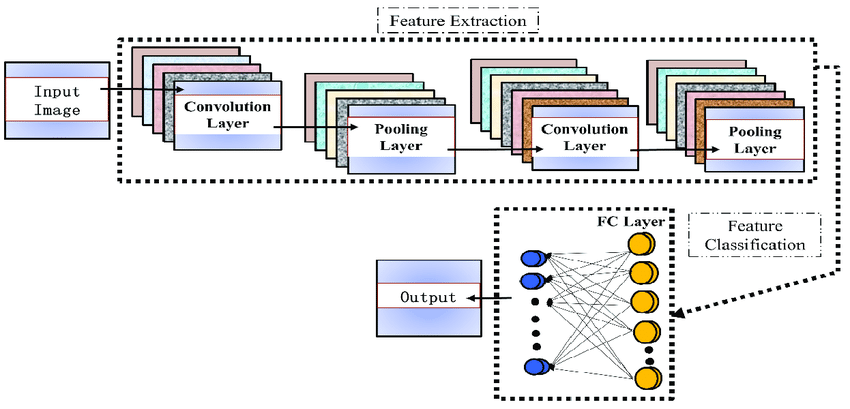 Feature Extraction
Input
Image
Convolution
Layer
Pooling
Layer
Convolution
Layer
Pooling
Layer
FC Layer
Feature
Classification
Output